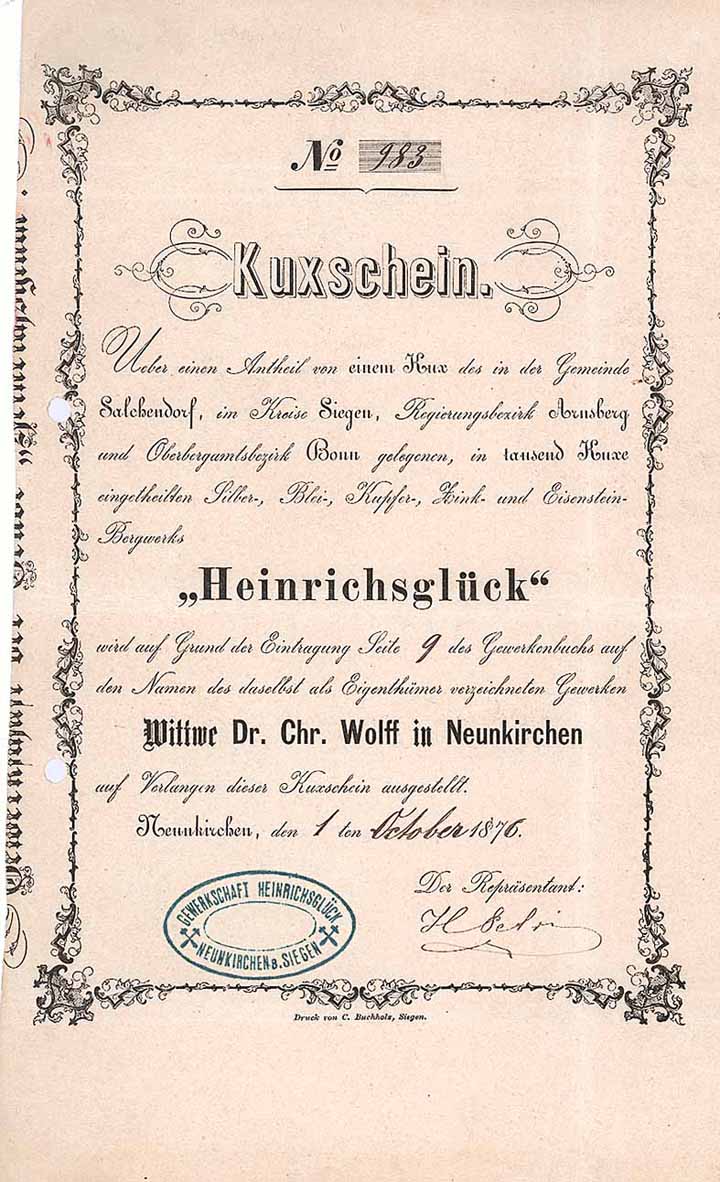 No 983
Kuxschein.
Ueber einen Antheil von einem Kux des in der Gemeinde
Salchendorf, im Kreise Siegen, Regierungsbezirk Arnsberg
und Oberbergamtsbezirk Bonn gelegenen, in tausend Kuxe
eingetheilten Silber-, Blei-, Kupfer-, Zink- und Eisenstein-
Bergwerks
„Heinrichsglück“
wird auf Grund der Eintragung Seite 9 des Gewerkenbuchs auf
den Namen des daselbst als Eigenthümer verzeichneten Gewerken
Wittwe Dr. Chr. Wolff in Neunkirchen
auf Verlangen dieser Kuxschein ausgestellt.
Neunkirchen, den 1 ten October 1876.
Der Repräsentant:
GEWERKSCHAFT HEINRICHSGLÜCK
NEUNKIRCHEN B. SIEGEN
Druck von C. Buchholz, Siegen.